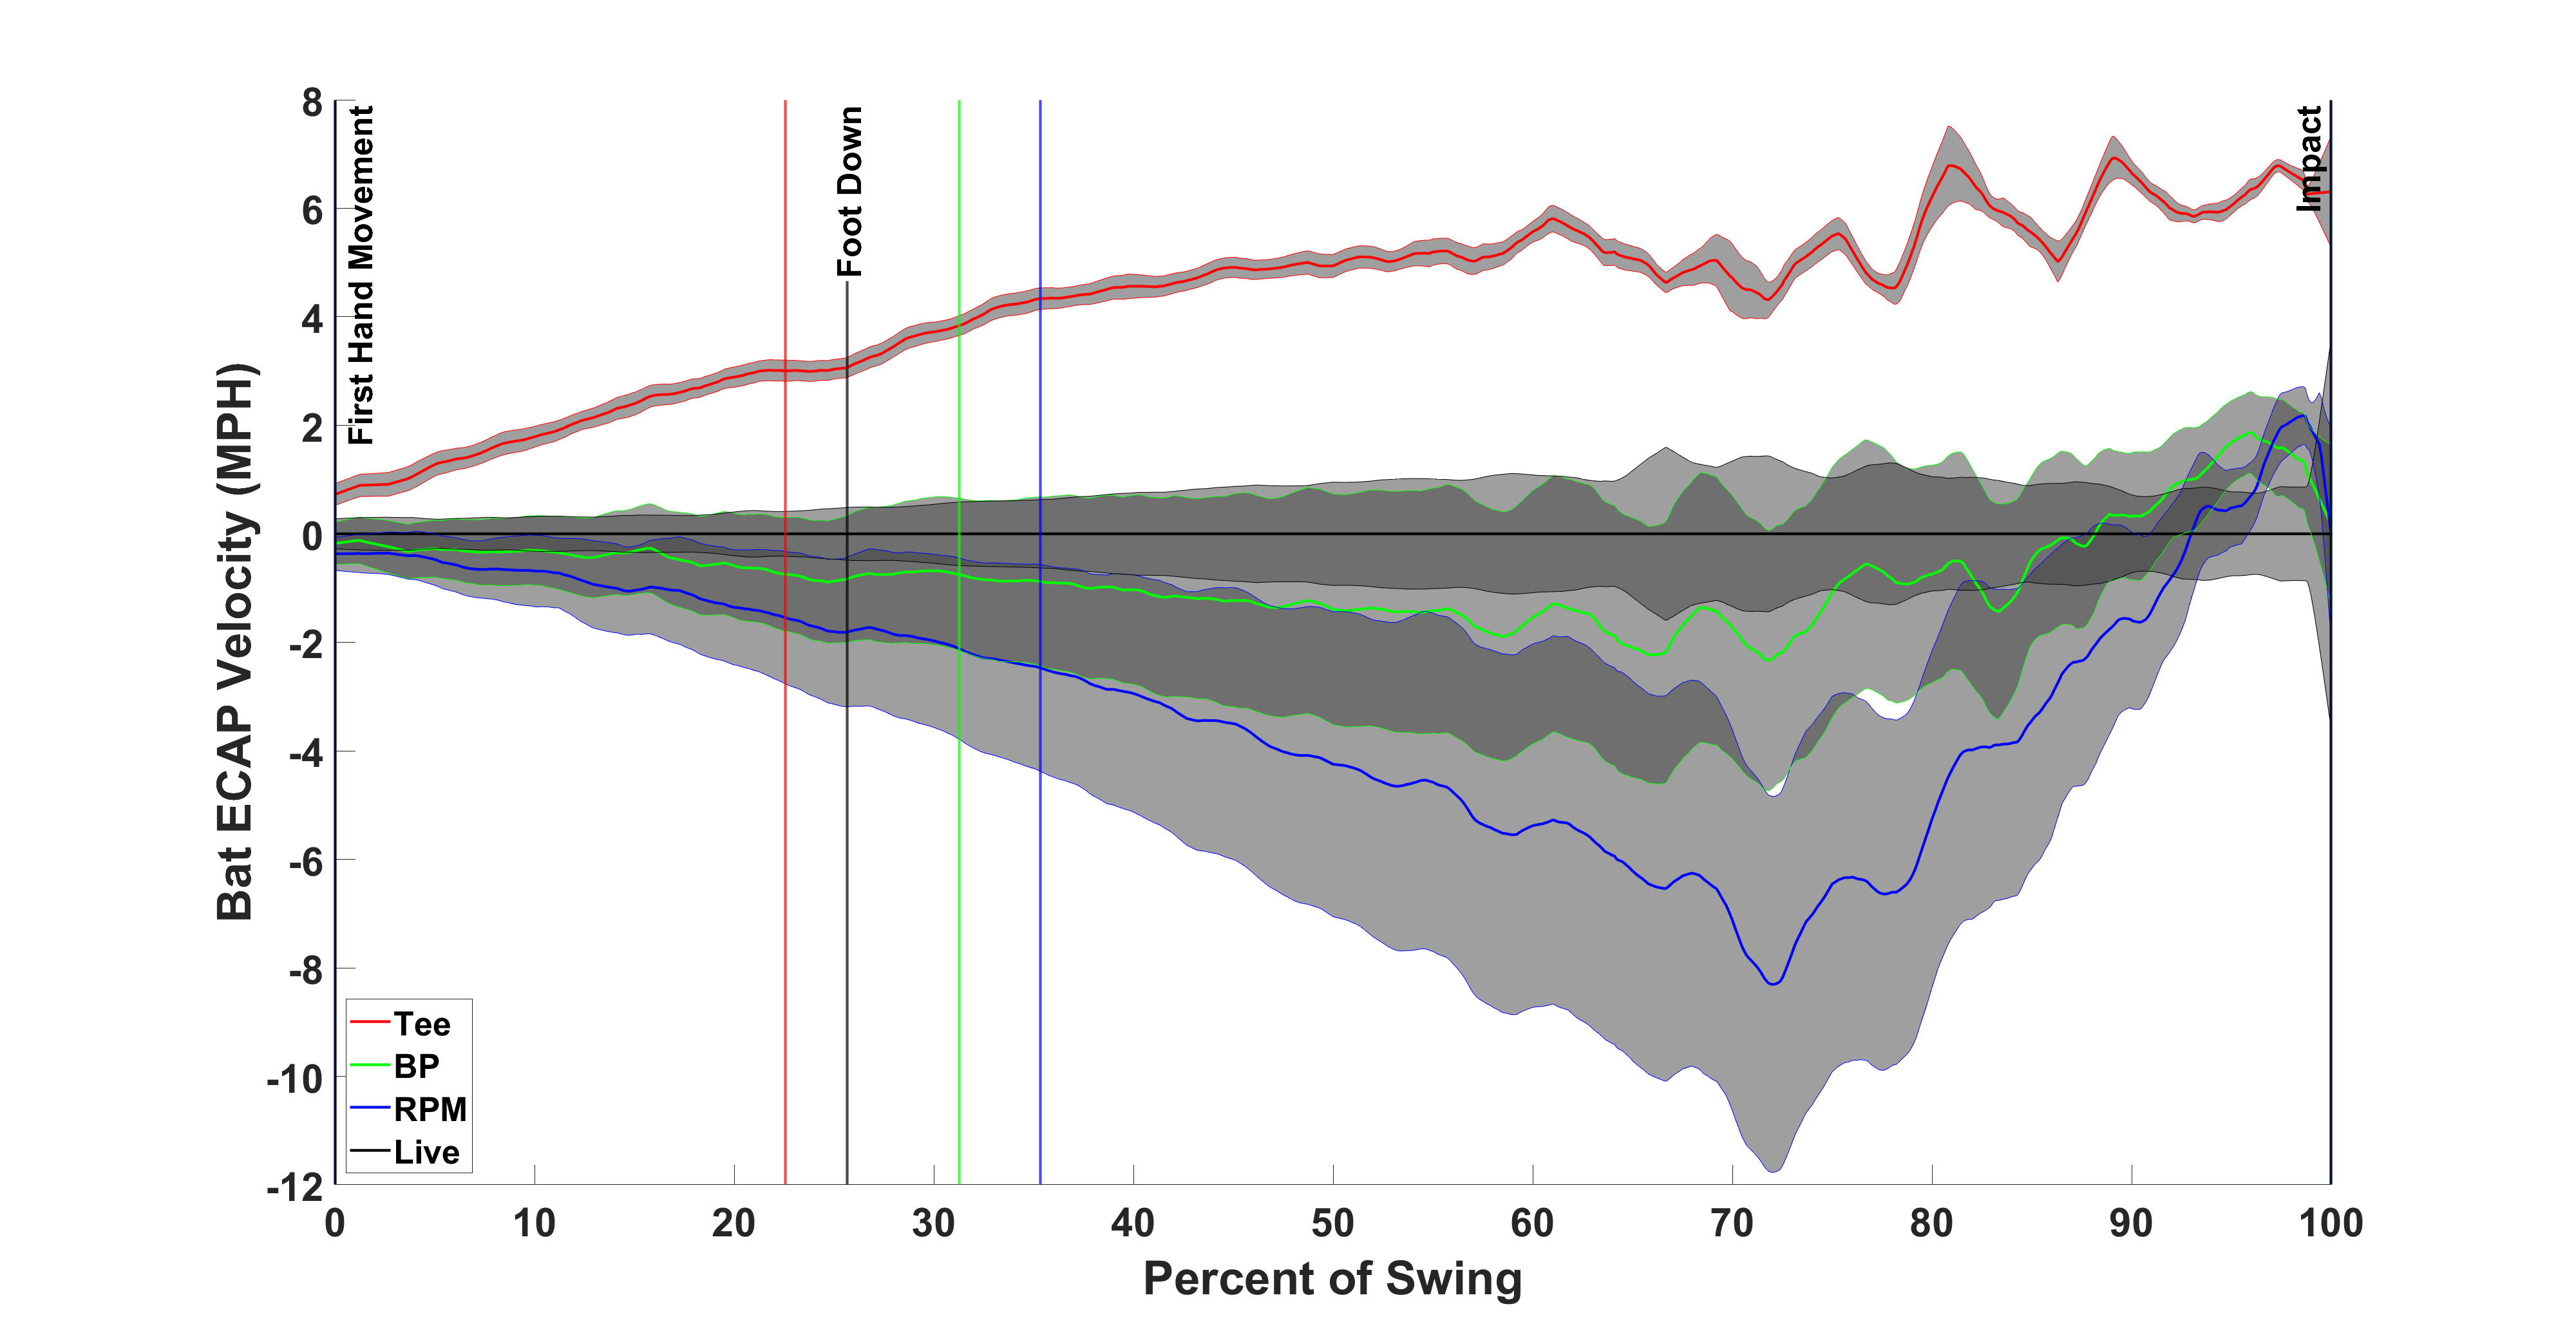 8
6
4
2
0
-2
-4
-6
-8
-10
-12
Bat ECAP Velocity (MPH)
First Hand Movement
Foot Down
Impact
Tee
BP
RPM
Live
0 10 20 30 40 50 60 70 80 90 100
Percent of Swing